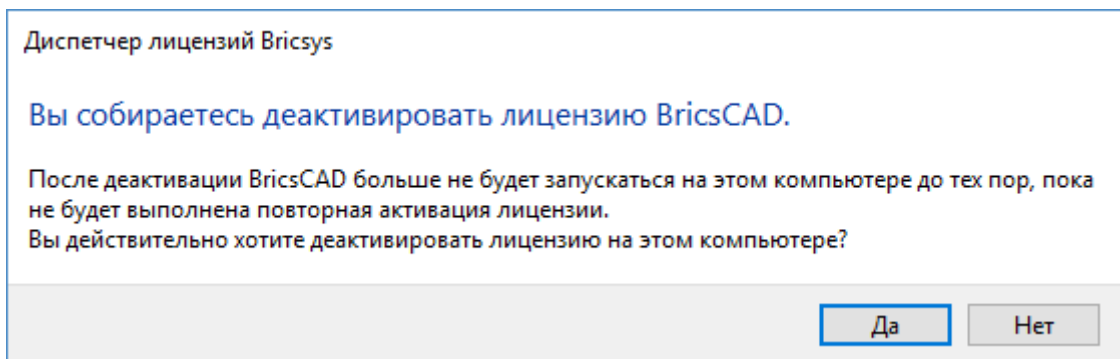 Диспетчер лицензий Bricsys
Вы собираетесь деактивировать лицензию BricsCAD.
После деактивации BricsCAD больше не будет запускаться на этом компьютере до тех пор, пока
не будет выполнена повторная активация лицензии.
Вы действительно хотите деактивировать лицензию на этом компьютере?
Да
Нет